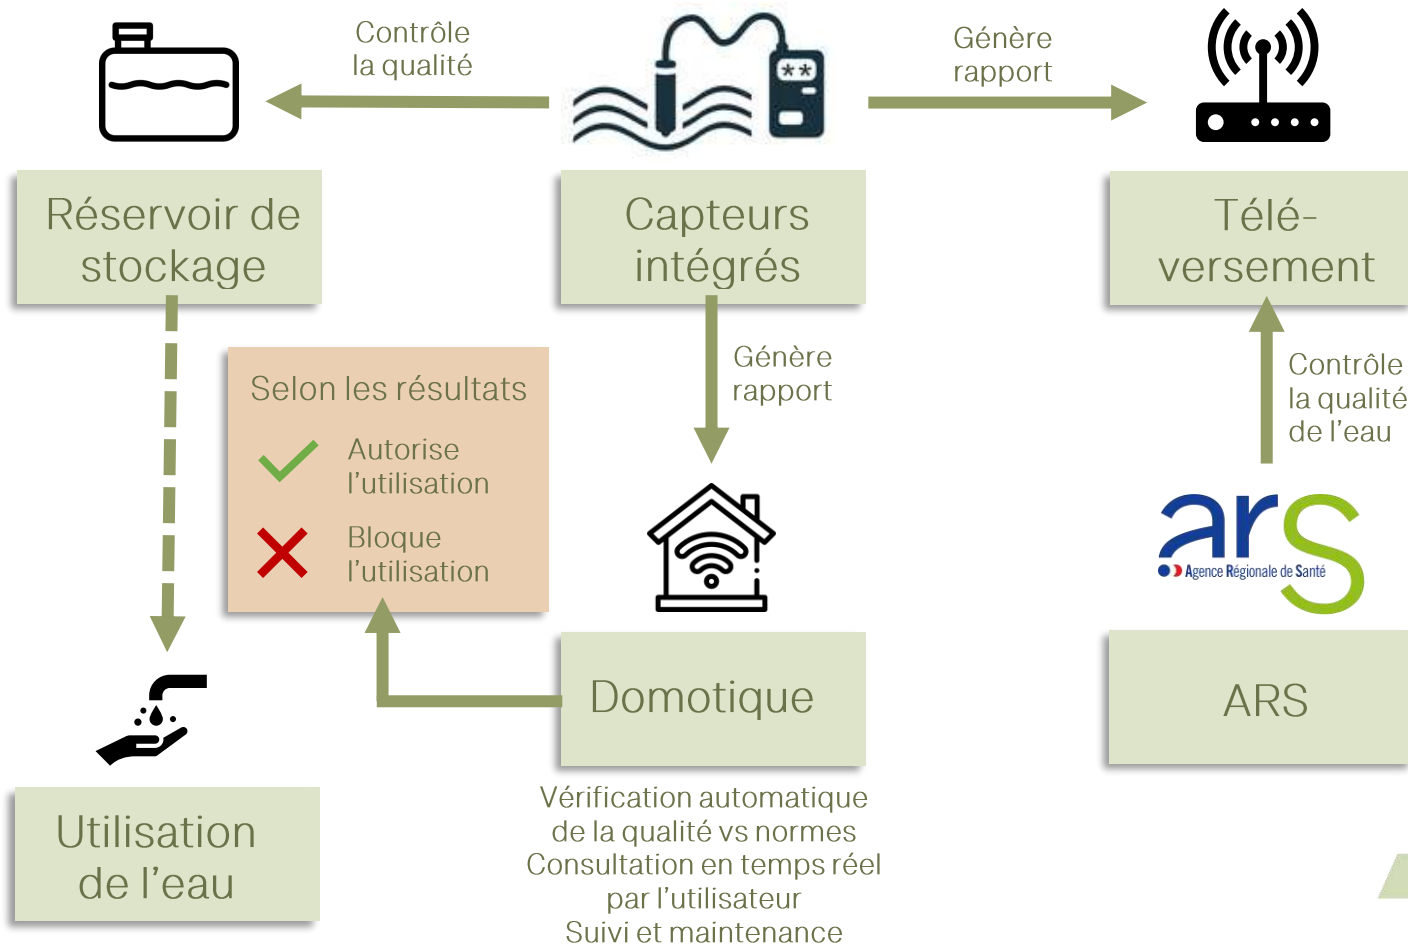 Contrôle
la qualité
Génère
rapport
**
Réservoir de
stockage
Capteurs
intégrés
Télé-
versement
Génère
rapport
Selon les résultats
Autorise
l'utilisation
Bloque
l'utilisation
Contrôle
la qualité
de l'eau
ars
Agence Régionale de Santé
Domotique
ARS
Vérification automatique
de la qualité vs normes
Consultation en temps réel
par l'utilisateur
Suivi et maintenance
Utilisation
de l'eau